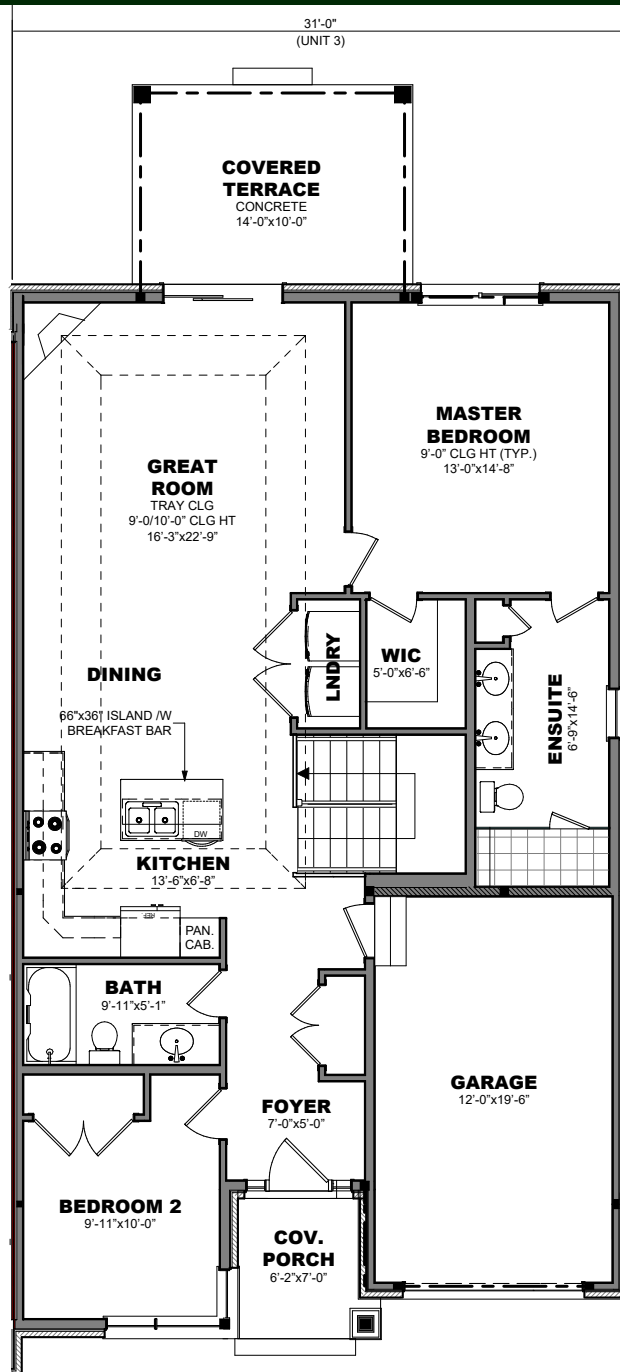 31'-0"
(UNIT 3)
COVERED
TERRACE
CONCRETE
14'-0"x10'-0"
MASTER
BEDROOM
9'-0" CLG HT (TYP.)
13'-0"x14'-8"
GREAT
ROOM
TRAY CLG
9'-0/10'-0" CLG HT
16'-3"x22'-9"
LNDRY
WIC
5'-0"x6'-6"
ENSUITE
6'-9"x14'-6"
DINING
66"x36" ISLAND /W
BREAKFAST BAR
DW
KITCHEN
13'-6"x6'-8"
REF
PAN.
CAB.
BATH
9'-11"x5'-1"
GARAGE
12'-0"x19'-6"
FOYER
7'-0"x5'-0"
BEDROOM 2
9'-11"x10'-0"
COV.
PORCH
6'-2"x7'-0"